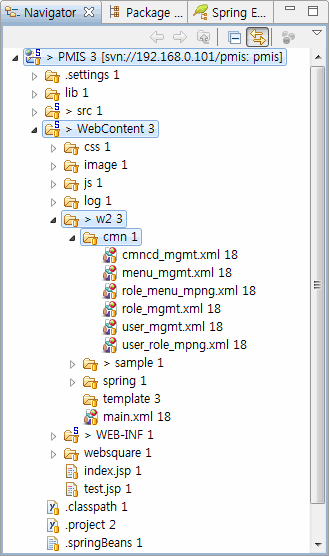 Navigator
Package ...
Spring E...
> PMIS 3 [svn://192.168.0.101/pmis: pmis]
.settings 1
lib 1
> src 1
> WebContent 3
css 1
image 1
js 1
log 1
> w2 3
cmn 1
cmncd_mgmt.xml 18
menu_mgmt.xml 18
role_menu_mpng.xml 18
role_mgmt.xml 18
user_mgmt.xml 18
user_role_mpng.xml 18
> sample 1
spring 1
template 3
main.xml 18
> WEB-INF 1
websquare 1
index.jsp 1
test.jsp 1
.classpath 1
.project 2
.springBeans 1